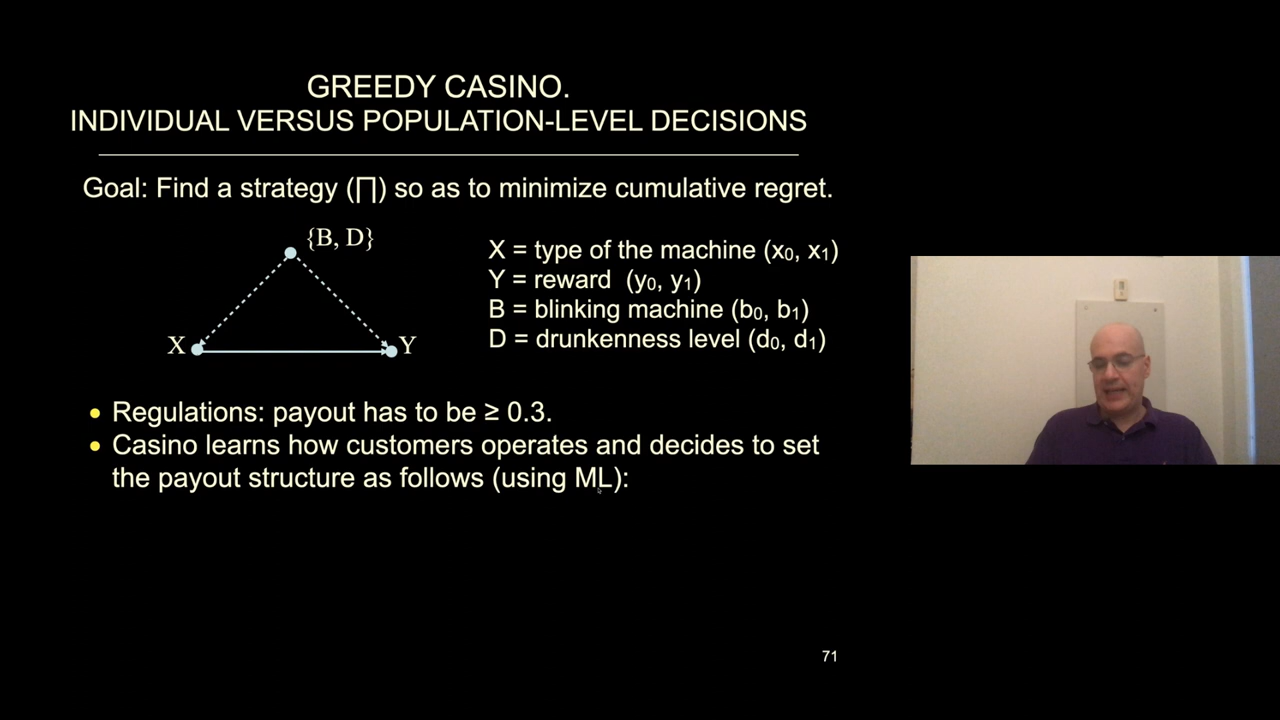 GREEDY CASINO.
INDIVIDUAL VERSUS POPULATION-LEVEL DECISIONS
Goal: Find a strategy (∏) so as to minimize cumulative regret.
{B, D}
X
Y
X = type of the machine (x₀, x₁)
Y = reward (y₀, y₁)
B = blinking machine (b₀, b₁)
D = drunkenness level (d₀, d₁)
• Regulations: payout has to be ≥ 0.3.
• Casino learns how customers operates and decides to set
the payout structure as follows (using ML):
71